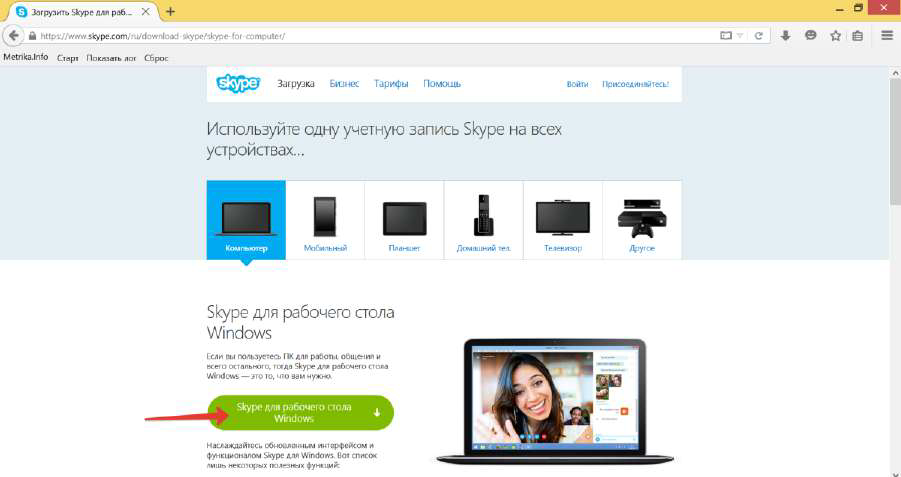 Загрузить Skype для раб...
https://www.skype.com/ru/download-skype/skype-for-computer/
Metrika.Info Старт Показать лог Сброс
skype Загрузка Бизнес Тарифы Помощь Войти Присоединяйтесь!
Используйте одну учетную запись Skype на всех
устройствах...
Компьютер Мобильный Планшет Домашний тел. Телевизор Другое
Skype для рабочего стола
Windows
Если вы пользуетесь ПК для работы, общения и
всего остального, тогда Skype для рабочего стола
Windows — это то, что вам нужно.
Skype для рабочего стола
Windows
Наслаждайтесь обновленным интерфейсом и
функционалом Skype для Windows. Вот список
лишь некоторых полезных функций: